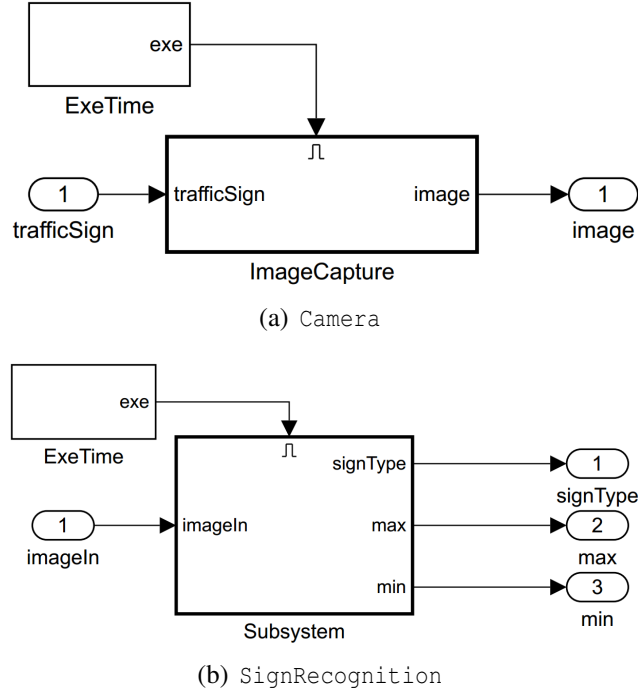 exe
ExeTime
1
trafficSign
trafficSign
image
1
image
ImageCapture
(a) Camera
exe
ExeTime
1
imageIn
imageIn
signType
max
min
1
signType
2
max
3
min
Subsystem
(b) SignRecognition